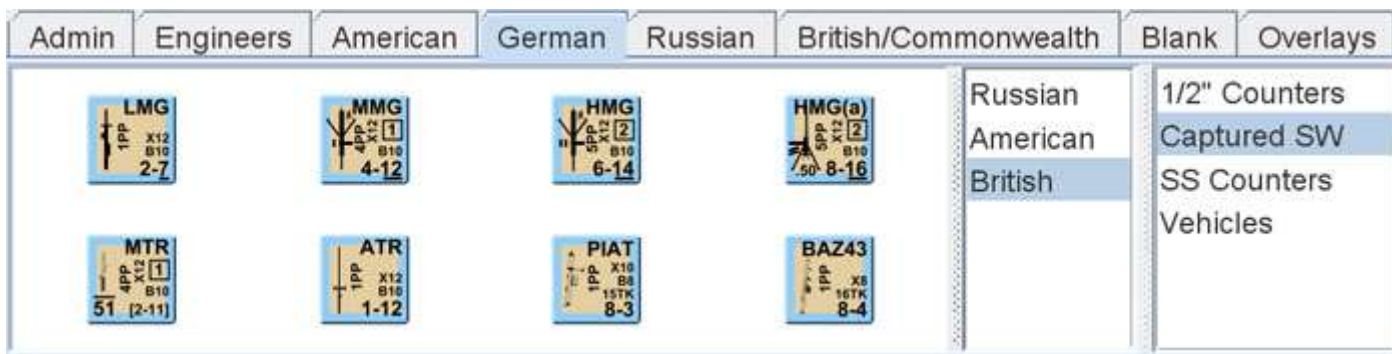 Admin Engineers American German Russian British/Commonwealth Blank Overlays
LMG
1PP
X12
B10
2-7
MMG
4PP
X12
1
B10
4-12
HMG
5PP
X12
2
B10
6-14
HMG(a)
5PP
X12
2
B10
.50 8-16
MTR
4PP
X12
1
B10
51 [2-11]
ATR
1PP
X12
B10
1-12
PIAT
1PP
X10
B8
15TK
8-3
BAZ43
1PP
X8
16TK
8-4
Russian
American
British
1/2" Counters
Captured SW
SS Counters
Vehicles